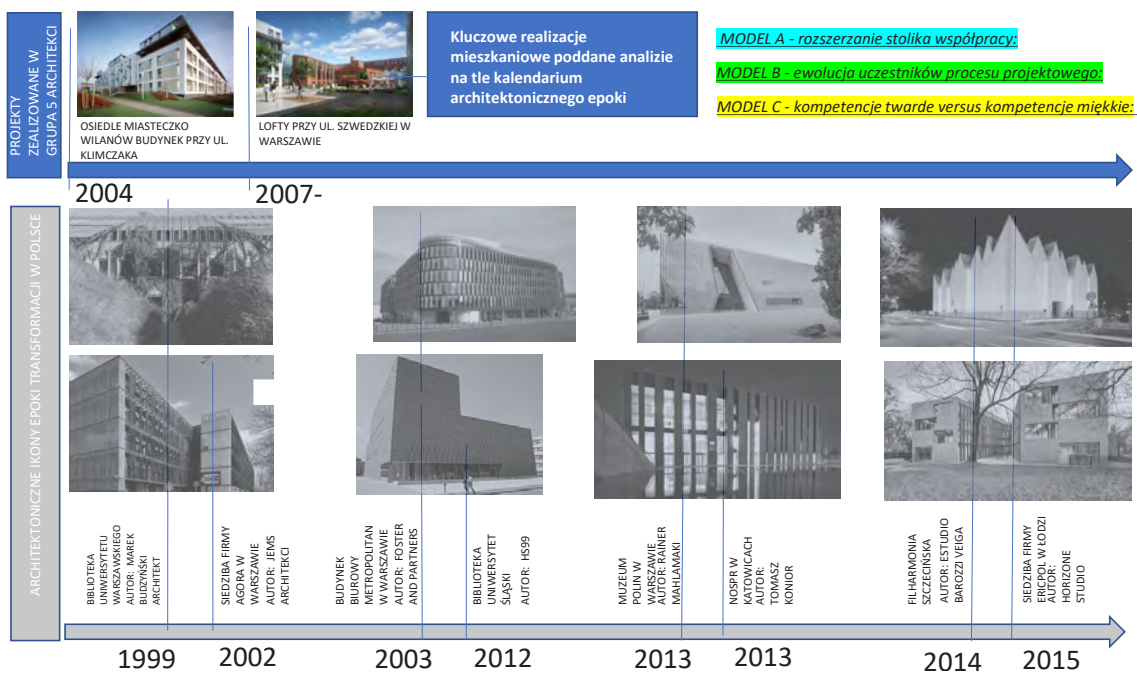 PROJEKTY
ZEALIZOWANE W
GRUPA 5 ARCHITEKCI
OSIEDLE MIASTECZKO
WILANÓW BUDYNEK PRZY UL.
KLIMCZAKA
LOFTY PRZY UL. SZWEDZKIEJ W
WARSZAWIE
Kluczowe realizacje
mieszkaniowe poddane analizie
na tle kalendarium
architektonicznego epoki
MODEL A - rozszerzanie stolika współpracy:
MODEL B - ewolucja uczestników procesu projektowego:
MODEL C - kompetencje twarde versus kompetencje miękkie:
2004
2007-
ARCHITEKTONICZNE IKONY EPOKI TRANSFORMACJI W POLSCE
BIBLIOTEKA
UNIWERSYTETU
WARSZAWSKIEGO
AUTOR: MAREK
BUDZYŃSKI
ARCHITEKT
SIEDZIBA FIRMY
AGORA W
WARSZAWIE
AUTOR: JEMS
ARCHITEKCI
BUDYNEK
BIUROWY
METROPOLITAN
W WARSZAWIE
AUTOR: FOSTER
AND PARTNERS
BIBLIOTEKA
UNIWERSYTET
ŚLĄSKI
AUTOR: HS99
MUZEUM
POLIN W
WARSZAWIE
AUTOR: RAINER
MAHLAMAKI
NOSPR W
KATOWICACH
AUTOR:
TOMASZ
KONIOR
FILHARMONIA
SZCZECIŃSKA
AUTOR: ESTUDIO
BAROZZI VEIGA
SIEDZIBA FIRMY
ERICPOL W ŁODZI
AUTOR:
HORIZONE
STUDIO
1999
2002
2003
2012
2013
2013
2014
2015